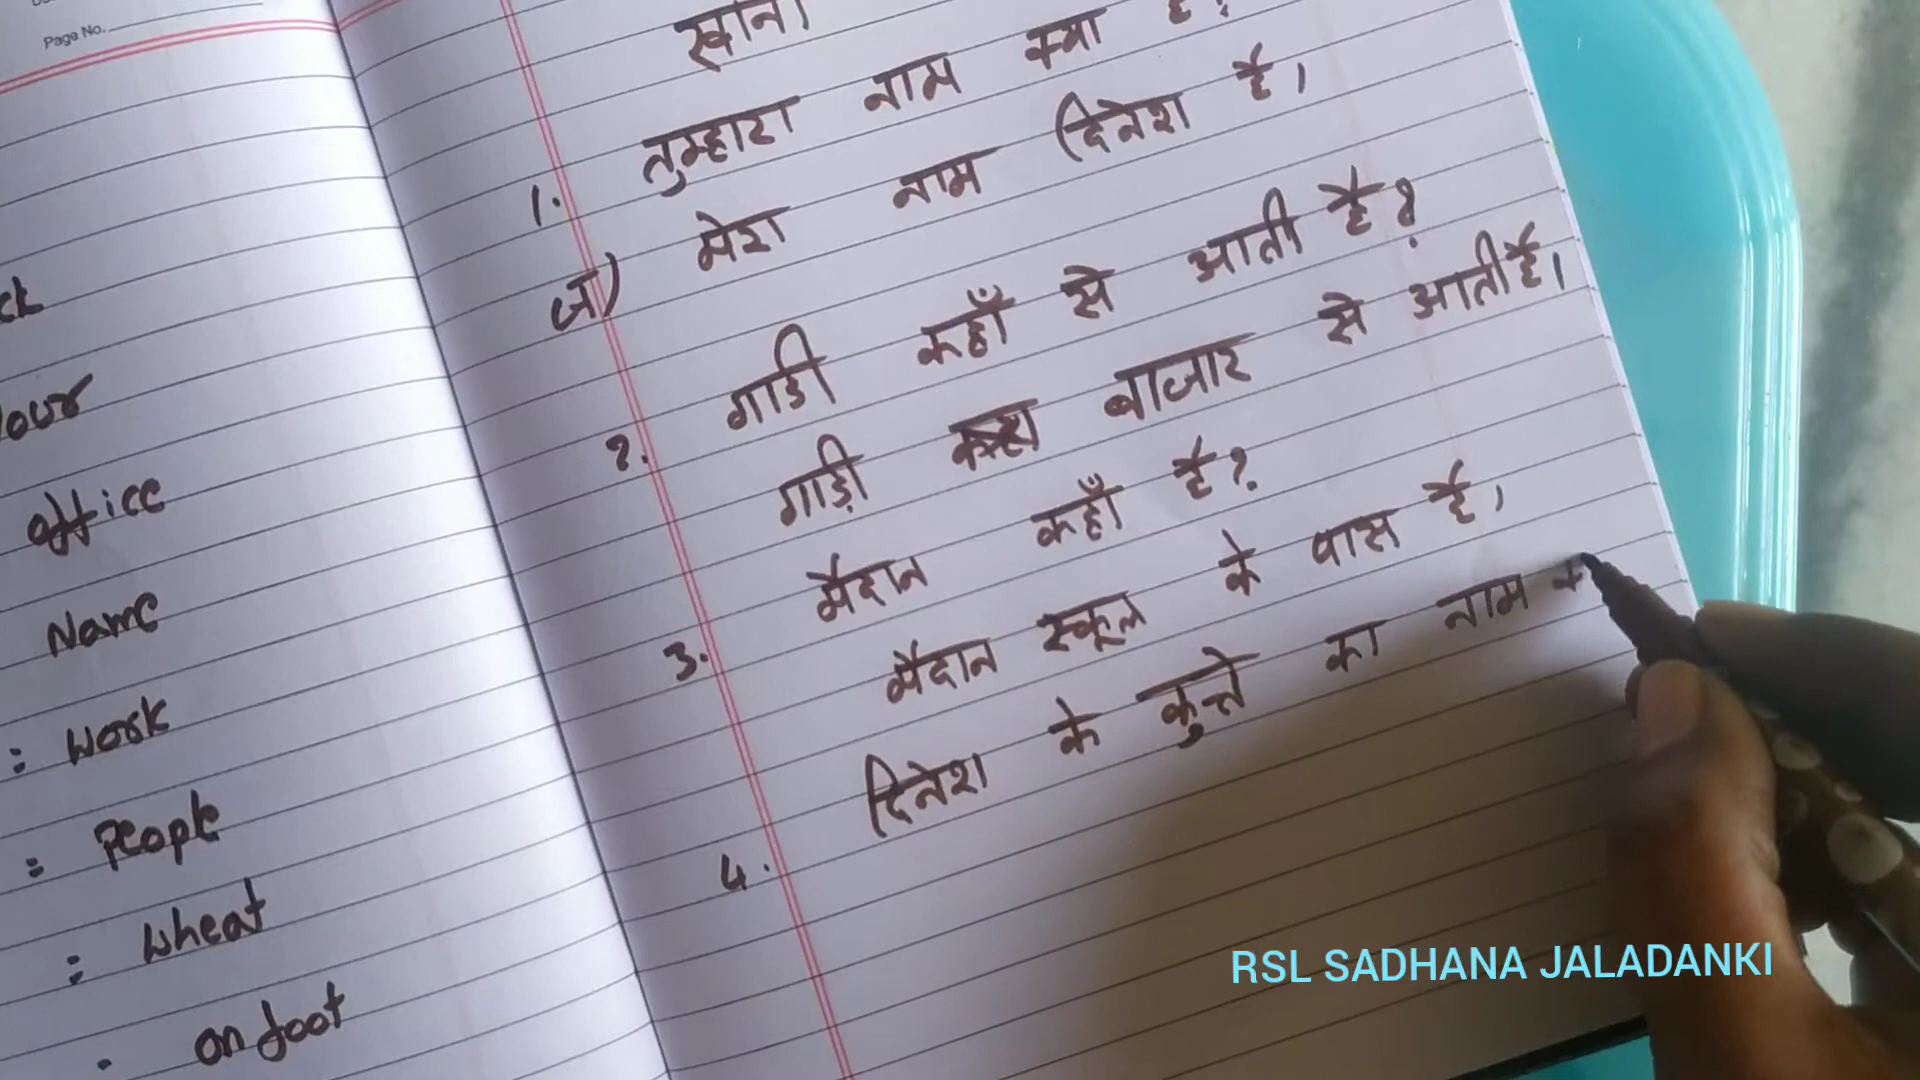 Page No.
ck
lour
office
Name
: work
: People
: wheat
on foot
खाना
1. तुम्हारा नाम क्या है?
ज) मेरा नाम दिनेश है।
2. गाडी कहाँ से आती है?
गाड़ी बाजार से आती है।
3. मैदान कहाँ है?
मैदान स्कूल के पास है।
4. दिनेश के कुत्ते का नाम क
RSL SADHANA JALADANKI